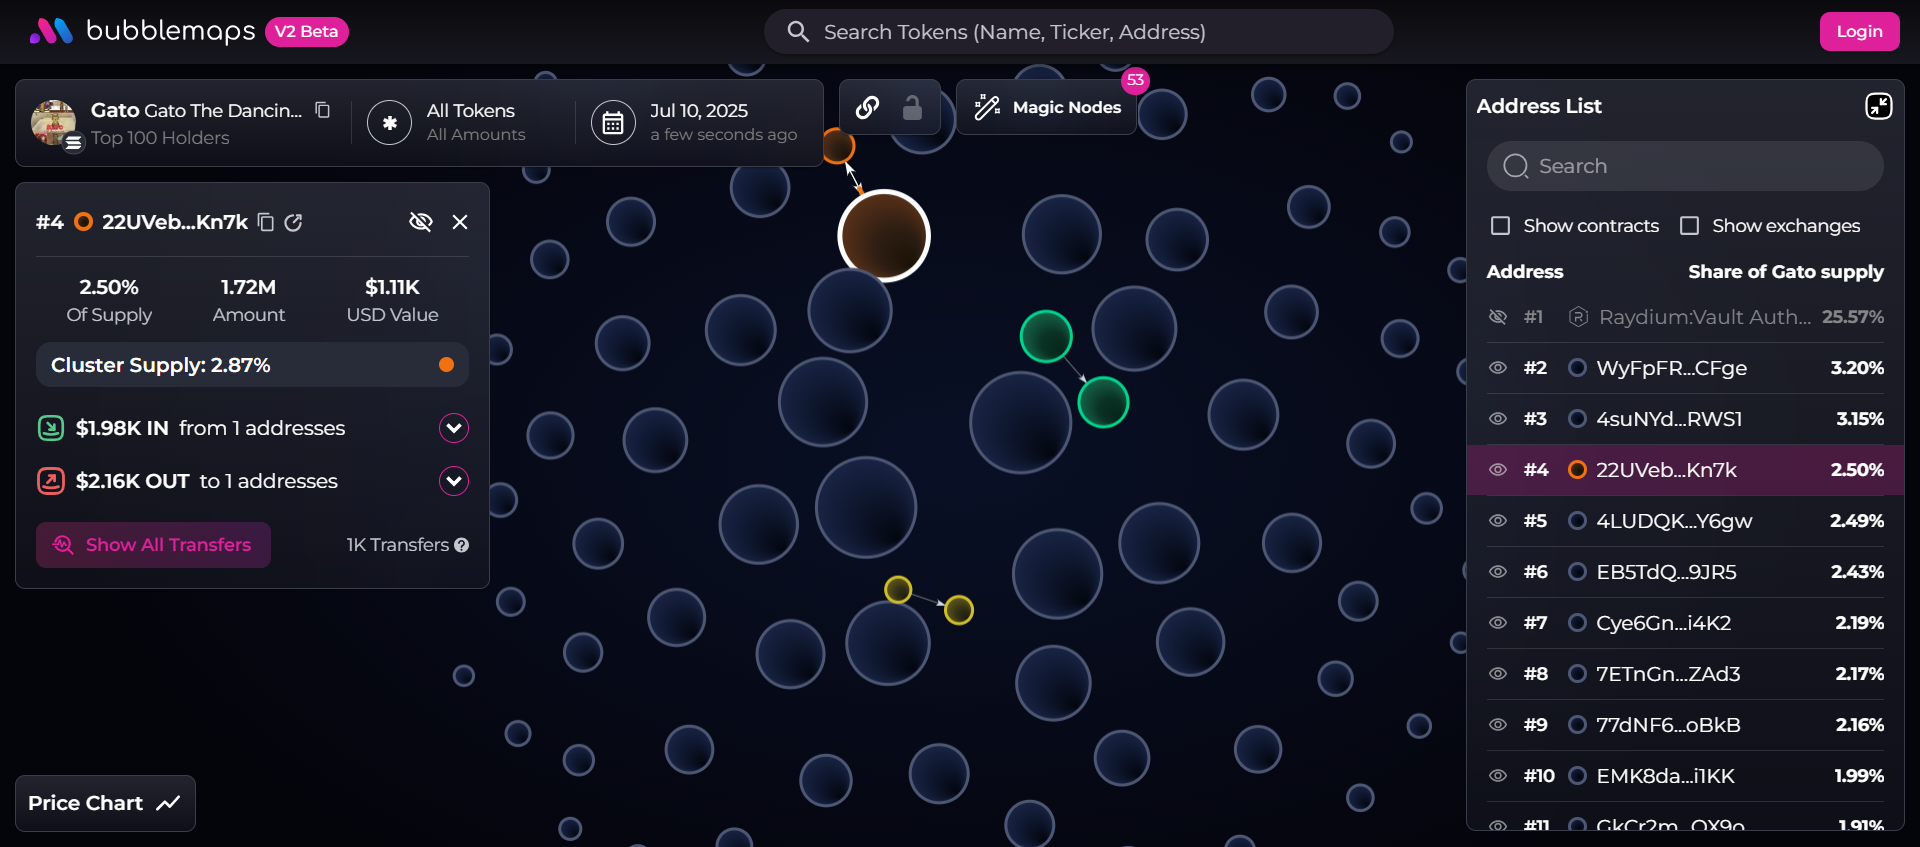 bubblemaps V2 Beta
Search Tokens (Name, Ticker, Address)
Login
Gato Gato The Dancin...
Top 100 Holders
All Tokens
All Amounts
Jul 10, 2025
a few seconds ago
Magic Nodes
53
#4 22UVeb...Kn7k
2.50% 1.72M $1.11K
Of Supply Amount USD Value
Cluster Supply: 2.87%
$1.98K IN from 1 addresses
$2.16K OUT to 1 addresses
Show All Transfers 1K Transfers
Price Chart
Address List
Search
Show contracts Show exchanges
Address Share of Gato supply
#1 Raydium:Vault Auth... 25.57%
#2 WyFpFR...CFge 3.20%
#3 4suNYd...RWS1 3.15%
#4 22UVeb...Kn7k 2.50%
#5 4LUDQK...Y6gw 2.49%
#6 EB5TdQ...9JR5 2.43%
#7 Cye6Gn...i4K2 2.19%
#8 7ETnGn...ZAd3 2.17%
#9 77dNF6...oBkB 2.16%
#10 EMK8da...i1KK 1.99%
#11 GkCr2m...QX9o 1.91%